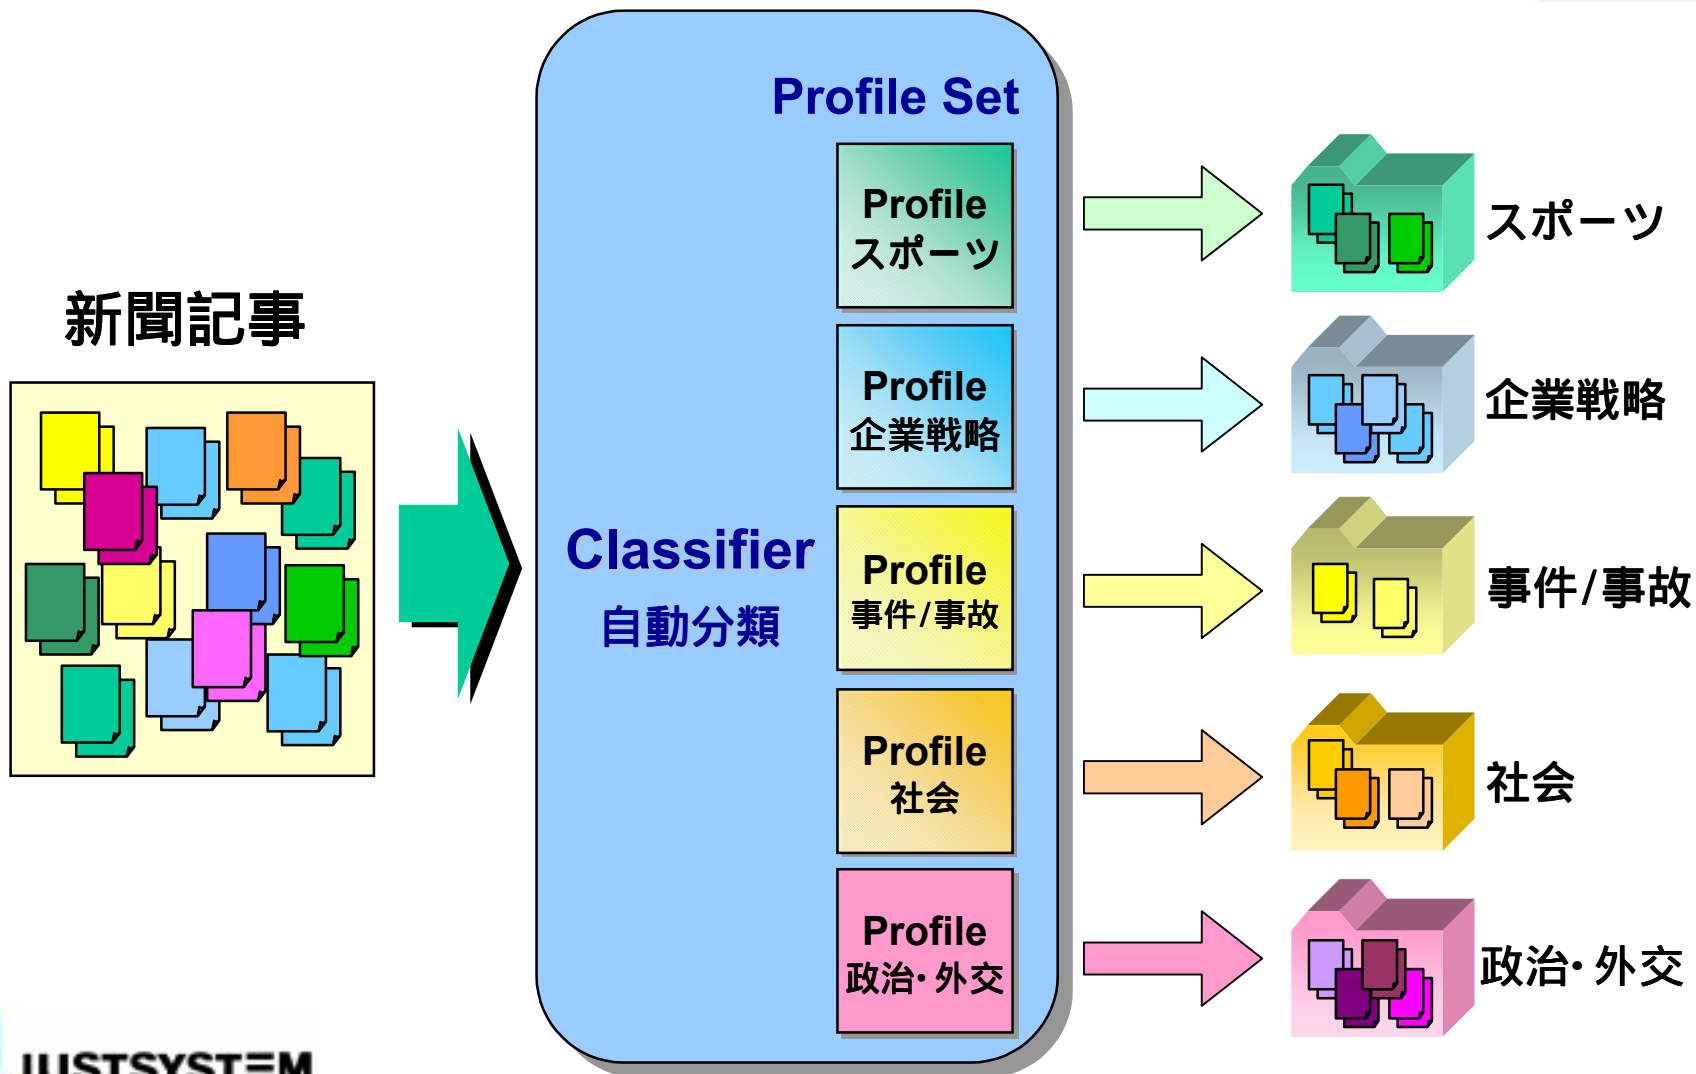 新聞記事
Classifier
自動分類
Profile Set
Profile
スポーツ
Profile
企業戦略
Profile
事件/事故
Profile
社会
Profile
政治・外交
スポーツ
企業戦略
事件/事故
社会
政治・外交
JUSTSYSTEM